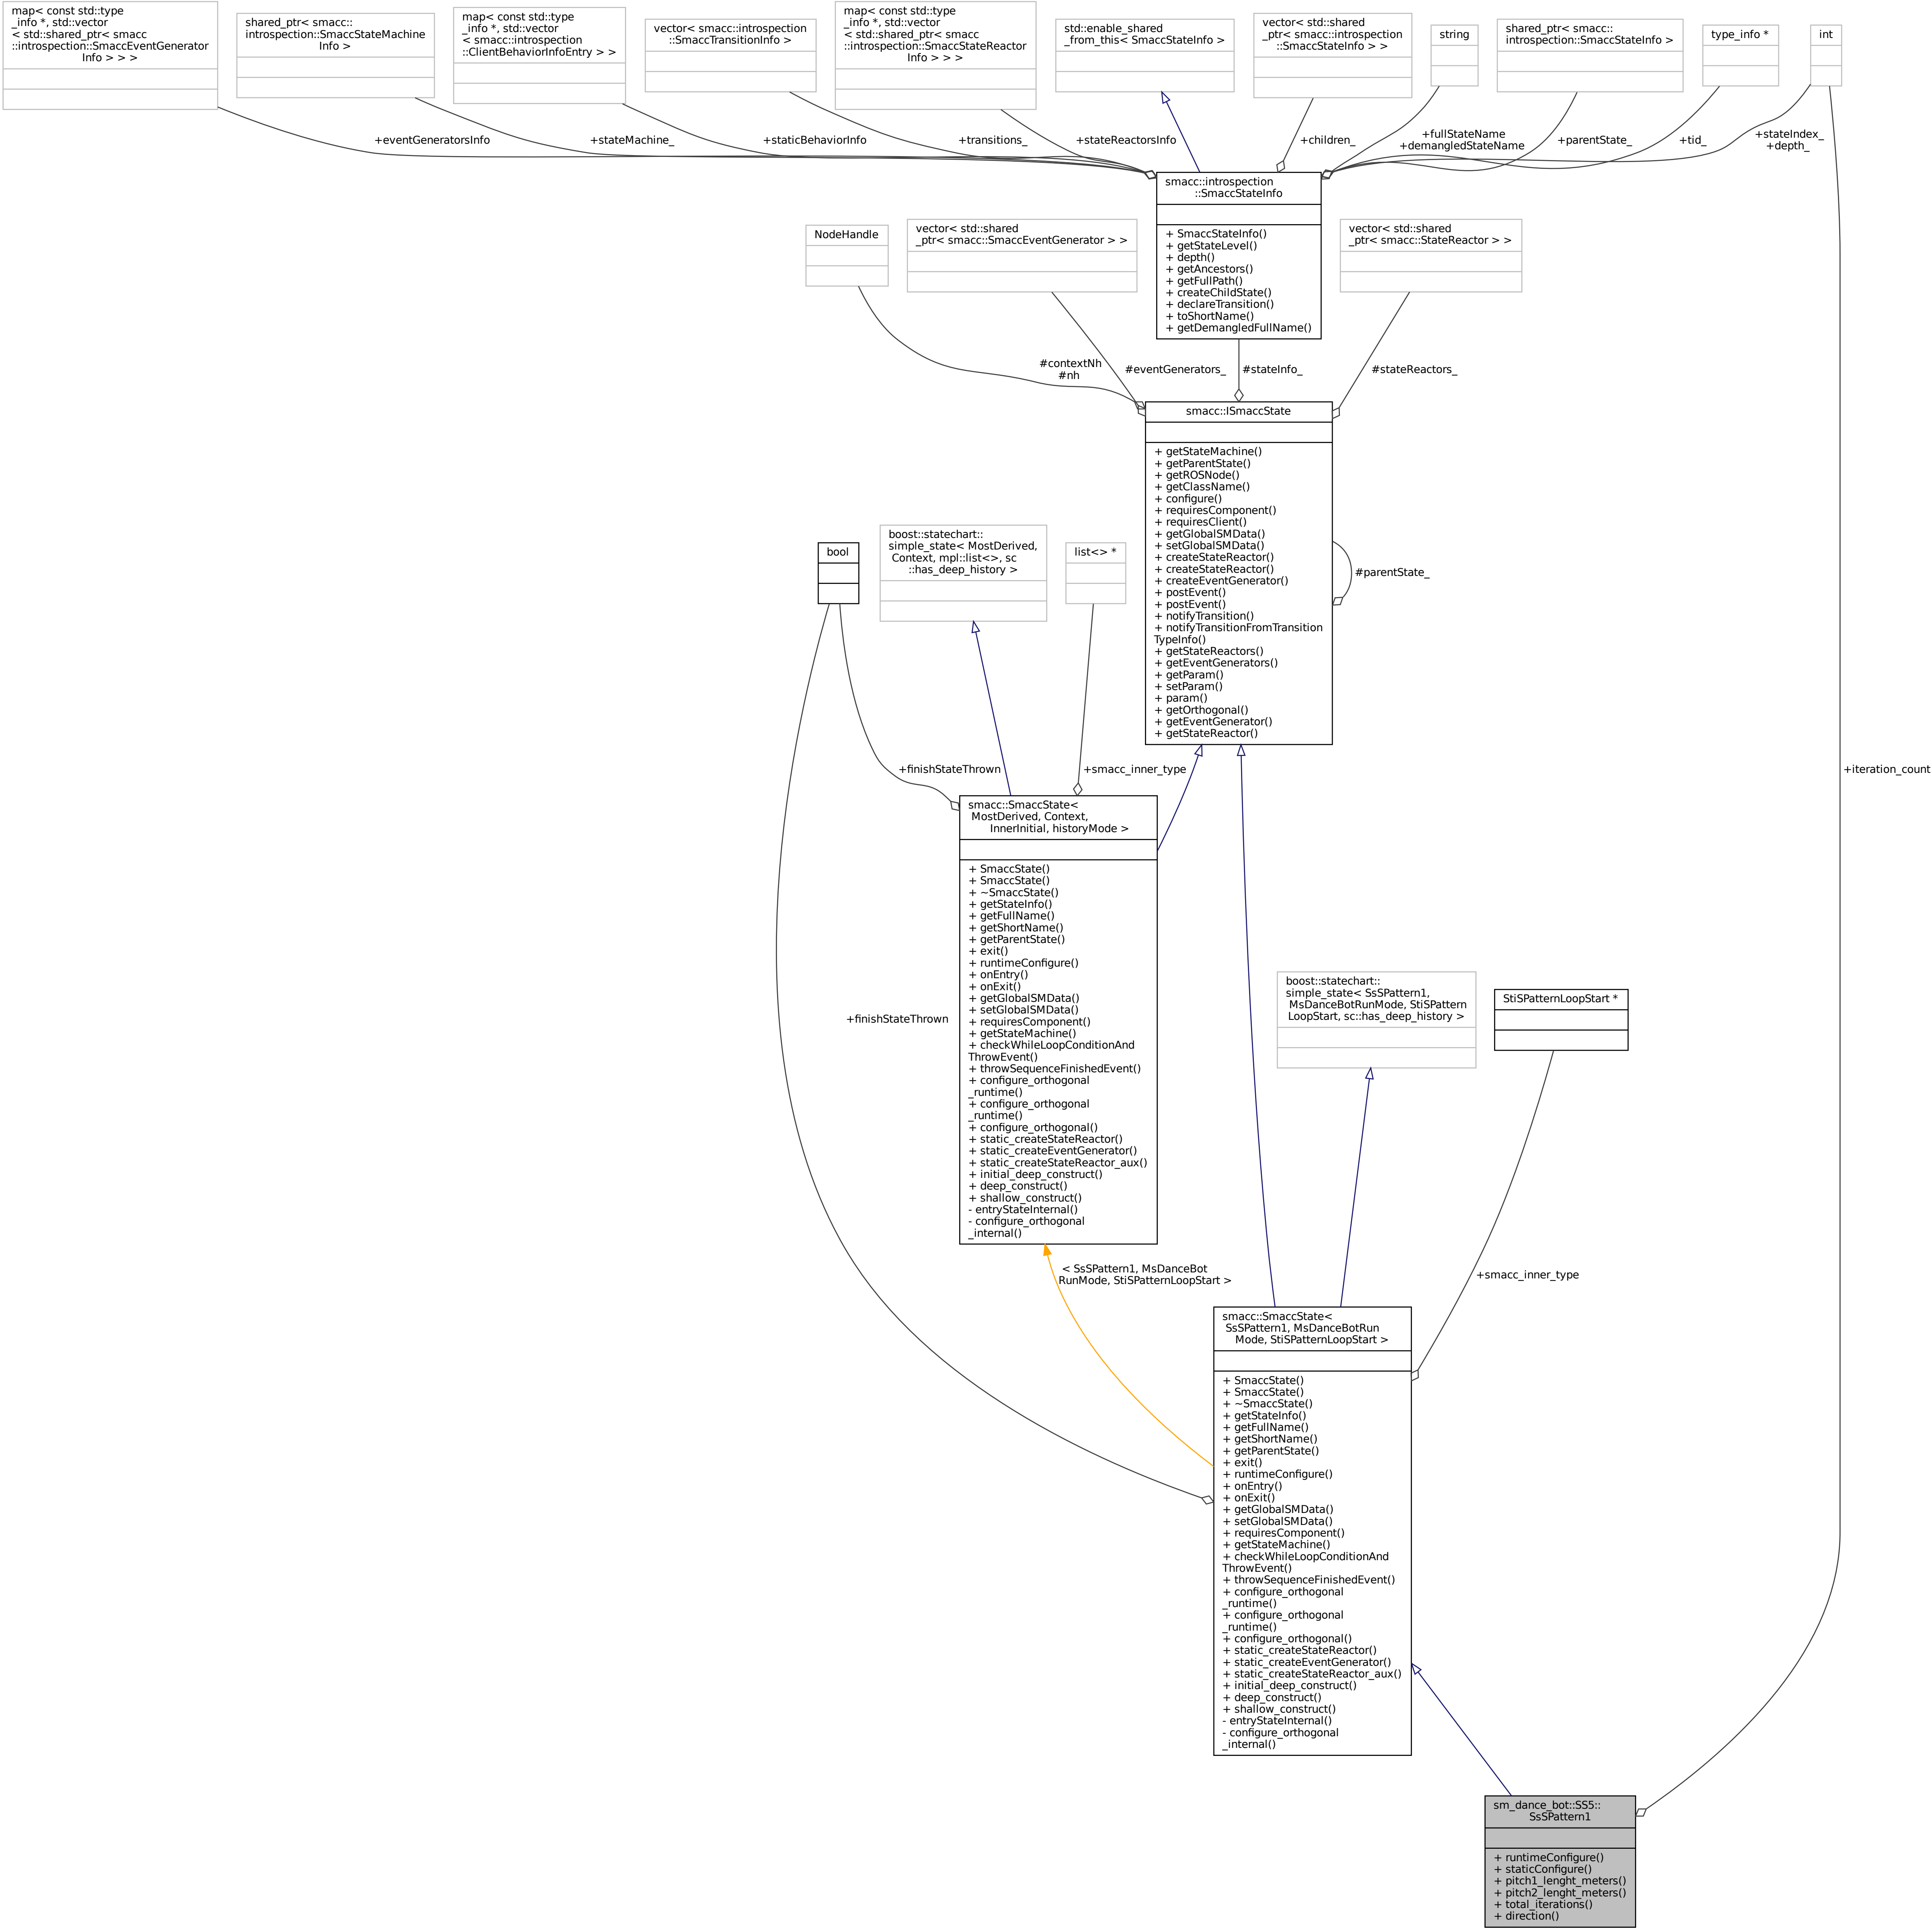 map< const std::type
_info *, std::vector
< std::shared_ptr< smacc
::introspection::SmaccEventGenerator
Info > > >
shared_ptr< smacc::
introspection::SmaccStateMachine
Info >
map< const std::type
_info *, std::vector
< smacc::introspection
::ClientBehaviorInfoEntry > >
vector< smacc::introspection
::SmaccTransitionInfo >
map< const std::type
_info *, std::vector
< std::shared_ptr< smacc
::introspection::SmaccStateReactor
Info > > >
std::enable_shared
_from_this< SmaccStateInfo >
vector< std::shared
_ptr< smacc::introspection
::SmaccStateInfo > >
string
shared_ptr< smacc::
introspection::SmaccStateInfo >
type_info *
int
+eventGeneratorsInfo
+stateMachine_
+staticBehaviorInfo
+transitions_
+stateReactorsInfo
+children_
+fullStateName
+demangledStateName
+parentState_
+tid_
+stateIndex_
+depth_
smacc::introspection
::SmaccStateInfo
+ SmaccStateInfo()
+ getStateLevel()
+ depth()
+ getAncestors()
+ getFullPath()
+ createChildState()
+ declareTransition()
+ toShortName()
+ getDemangledFullName()
NodeHandle
vector< std::shared
_ptr< smacc::SmaccEventGenerator > >
vector< std::shared
_ptr< smacc::StateReactor > >
#contextNh
#nh
#eventGenerators_
#stateInfo_
#stateReactors_
smacc::ISmaccState
+ getStateMachine()
+ getParentState()
+ getROSNode()
+ getClassName()
+ configure()
+ requiresComponent()
+ requiresClient()
+ getGlobalSMData()
+ setGlobalSMData()
+ createStateReactor()
+ createStateReactor()
+ createEventGenerator()
+ postEvent()
+ postEvent()
+ notifyTransition()
+ notifyTransitionFromTransition
TypeInfo()
+ getStateReactors()
+ getEventGenerators()
+ getParam()
+ setParam()
+ param()
+ getOrthogonal()
+ getEventGenerator()
+ getStateReactor()
#parentState_
bool
boost::statechart::
simple_state< MostDerived,
Context, mpl::list<>, sc
::has_deep_history >
list<> *
+finishStateThrown
+smacc_inner_type
+iteration_count
smacc::SmaccState<
MostDerived, Context,
InnerInitial, historyMode >
+ SmaccState()
+ SmaccState()
+ ~SmaccState()
+ getStateInfo()
+ getFullName()
+ getShortName()
+ getParentState()
+ exit()
+ runtimeConfigure()
+ onEntry()
+ onExit()
+ getGlobalSMData()
+ setGlobalSMData()
+ requiresComponent()
+ getStateMachine()
+ checkWhileLoopConditionAnd
ThrowEvent()
+ throwSequenceFinishedEvent()
+ configure_orthogonal
_runtime()
+ configure_orthogonal
_runtime()
+ configure_orthogonal()
+ static_createStateReactor()
+ static_createEventGenerator()
+ static_createStateReactor_aux()
+ initial_deep_construct()
+ deep_construct()
+ shallow_construct()
- entryStateInternal()
- configure_orthogonal
_internal()
+finishStateThrown
boost::statechart::
simple_state< SsSPattern1,
MsDanceBotRunMode, StiSPattern
LoopStart, sc::has_deep_history >
StiSPatternLoopStart *
< SsSPattern1, MsDanceBot
RunMode, StiSPatternLoopStart >
+smacc_inner_type
smacc::SmaccState<
SsSPattern1, MsDanceBotRun
Mode, StiSPatternLoopStart >
+ SmaccState()
+ SmaccState()
+ ~SmaccState()
+ getStateInfo()
+ getFullName()
+ getShortName()
+ getParentState()
+ exit()
+ runtimeConfigure()
+ onEntry()
+ onExit()
+ getGlobalSMData()
+ setGlobalSMData()
+ requiresComponent()
+ getStateMachine()
+ checkWhileLoopConditionAnd
ThrowEvent()
+ throwSequenceFinishedEvent()
+ configure_orthogonal
_runtime()
+ configure_orthogonal
_runtime()
+ configure_orthogonal()
+ static_createStateReactor()
+ static_createEventGenerator()
+ static_createStateReactor_aux()
+ initial_deep_construct()
+ deep_construct()
+ shallow_construct()
- entryStateInternal()
- configure_orthogonal
_internal()
sm_dance_bot::SS5::
SsSPattern1
+ runtimeConfigure()
+ staticConfigure()
+ pitch1_lenght_meters()
+ pitch2_lenght_meters()
+ total_iterations()
+ direction()